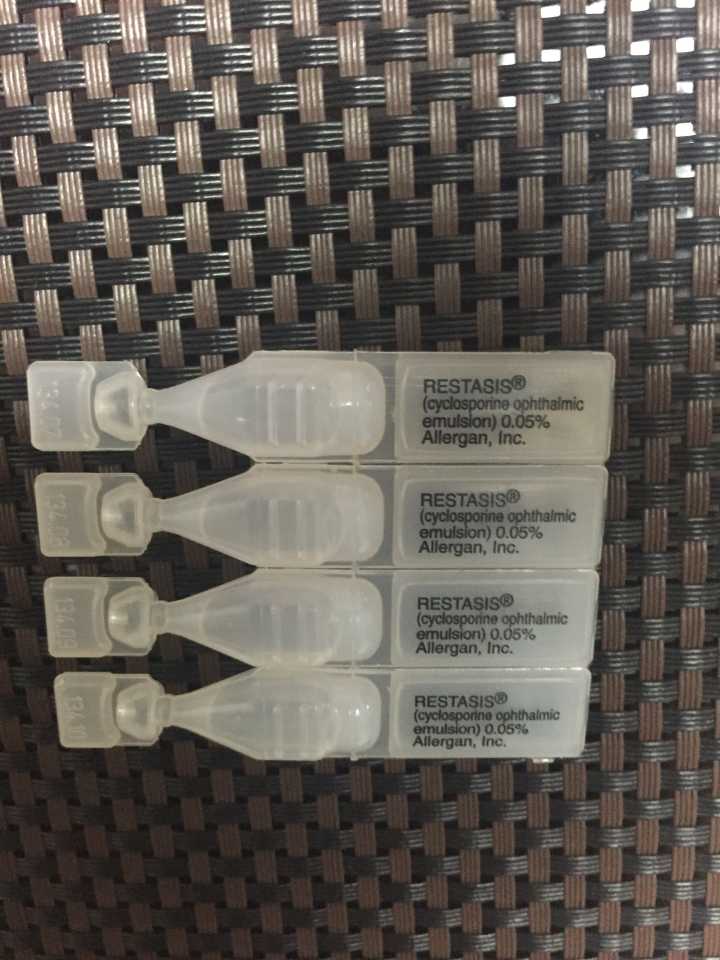 RESTASIS®
(cyclosporine ophthalmic
emulsion) 0.05%
Allergan, Inc.
RESTASIS®
(cyclosporine ophthalmic
emulsion) 0.05%
Allergan, Inc.
RESTASIS®
(cyclosporine ophthalmic
emulsion) 0.05%
Allergan, Inc.
RESTASIS®
(cyclosporine ophthalmic
emulsion) 0.05%
Allergan, Inc.